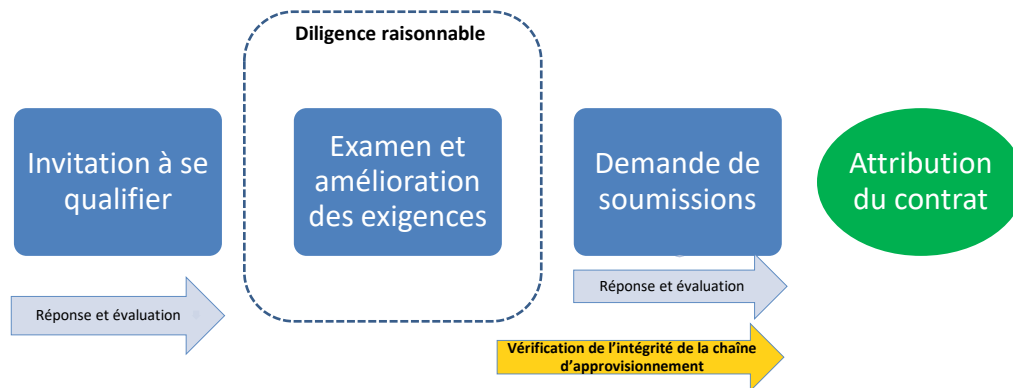 Diligence raisonnable
Invitation à se
qualifier
Examen et
amélioration
des exigences
Demande de
soumissions
Attribution
du contrat
Réponse et évaluation
Réponse et évaluation
Vérification de l’intégrité de la chaîne
d’approvisionnement